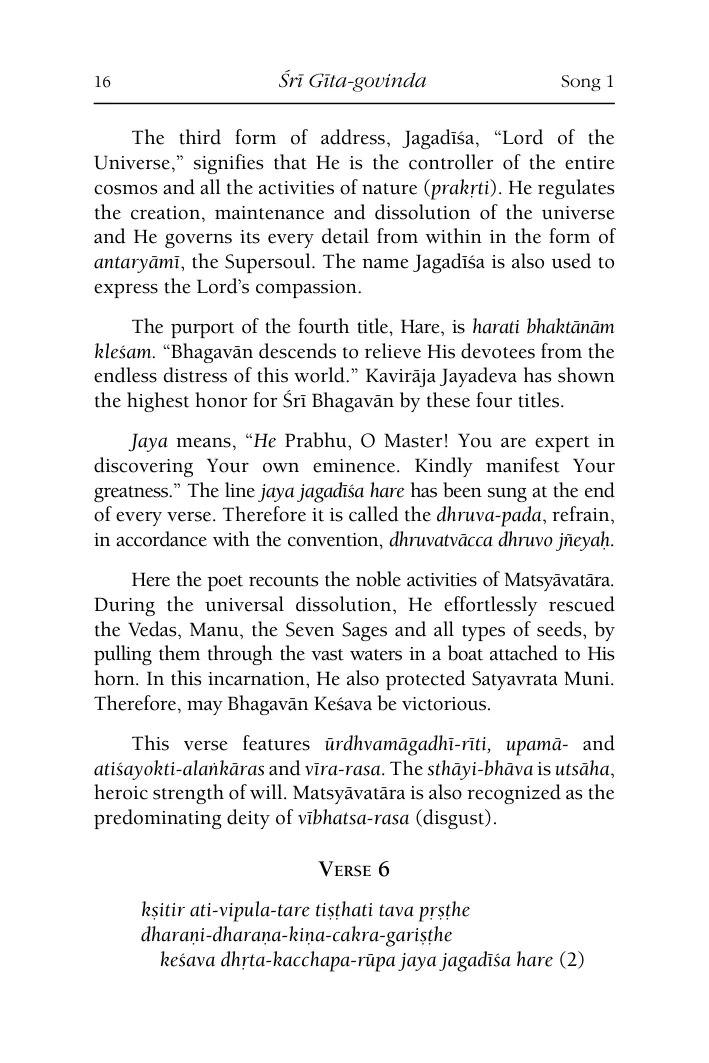 16 Śrī Gīta-govinda Song 1
The third form of address, Jagadīśa, “Lord of the
Universe,” signifies that He is the controller of the entire
cosmos and all the activities of nature (prakṛti). He regulates
the creation, maintenance and dissolution of the universe
and He governs its every detail from within in the form of
antaryāmī, the Supersoul. The name Jagadīśa is also used to
express the Lord’s compassion.
The purport of the fourth title, Hare, is harati bhaktānām
kleśam. “Bhagavān descends to relieve His devotees from the
endless distress of this world.” Kavirāja Jayadeva has shown
the highest honor for Śrī Bhagavān by these four titles.
Jaya means, “He Prabhu, O Master! You are expert in
discovering Your own eminence. Kindly manifest Your
greatness.” The line jaya jagadīśa hare has been sung at the end
of every verse. Therefore it is called the dhruva-pada, refrain,
in accordance with the convention, dhruvatvācca dhruvo jñeyaḥ.
Here the poet recounts the noble activities of Matsyāvatāra.
During the universal dissolution, He effortlessly rescued
the Vedas, Manu, the Seven Sages and all types of seeds, by
pulling them through the vast waters in a boat attached to His
horn. In this incarnation, He also protected Satyavrata Muni.
Therefore, may Bhagavān Keśava be victorious.
This verse features ūrdhvamāgadhī-rīti, upamā- and
atiśayokti-alaṅkāras and vīra-rasa. The sthāyi-bhāva is utsāha,
heroic strength of will. Matsyāvatāra is also recognized as the
predominating deity of vībhatsa-rasa (disgust).
Verse 6
kṣitir ati-vipula-tare tiṣṭhati tava pṛṣṭhe
dharaṇi-dharaṇa-kiṇa-cakra-gariṣṭhe
keśava dhṛta-kacchapa-rūpa jaya jagadīśa hare (2)